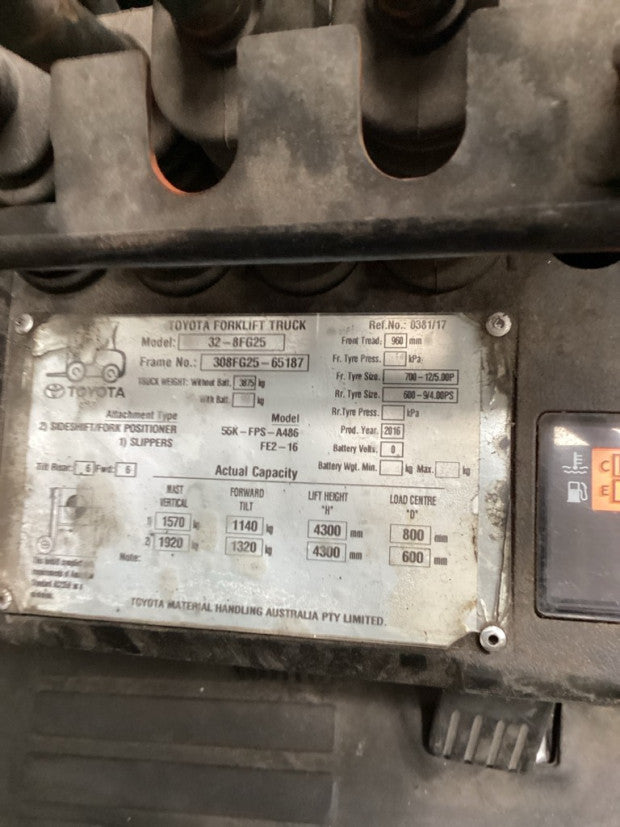 TOYOTA FORKLIFT TRUCK Ref.No.: 0381/17
Model: 32-8FG25 Front Tread: 960 mm
Frame No.: 308FG25-65187 Fr. Tyre Press. kPa
TOYOTA TRUCK WEIGHT: Without Batt. 3875 kg Fr. Tyre Size. 700-12/5.00P
With Batt. kg Rr. Tyre Size. 600-9/4.00PS
Attachment Type Model Rr.Tyre Press. kPa
2) SIDESHIFT/FORK POSITIONER 55K-FPS-A486 Prod. Year. 2016
1) SLIPPERS FE2-16 Battery Volts. 0
Tilt Rear: 6 Fwd: 6 Actual Capacity Battery Wgt. Min. kg Max. kg
MAST VERTICAL FORWARD TILT LIFT HEIGHT "H" LOAD CENTRE "D"
1) 1570 kg 1140 kg 4300 mm 800 mm
2) 1920 kg 1320 kg 4300 mm 600 mm
Note:
TOYOTA MATERIAL HANDLING AUSTRALIA PTY LIMITED.
C
E